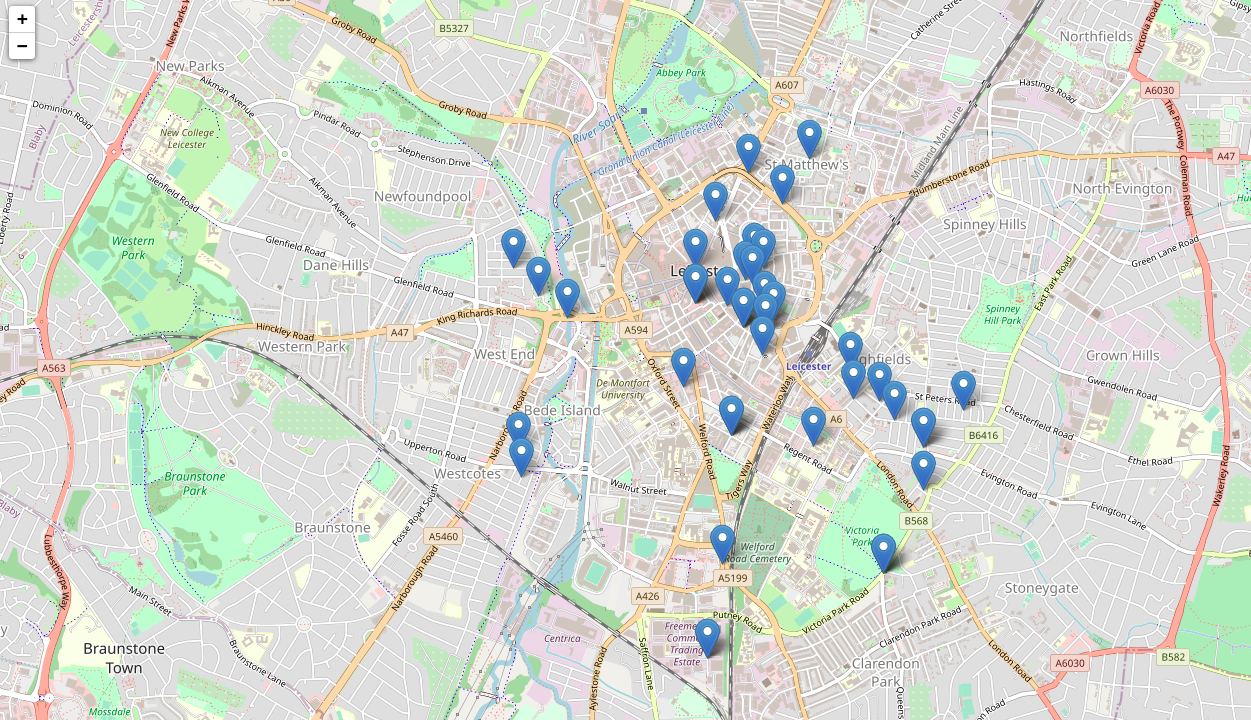 +
−
B5327
Groby Road
New Parks
Aikman Avenue
Dominion Road
Blaby
Pindar Road
Groby Road
New College
Leicester
Stephenson Drive
Glenfield Road
Aikman Avenue
Newfoundpool
Western
Park
Glenfield Road
Dane Hills
Glenfield Road
Hinckley Road
A47
King Richards Road
Western Park
A563
West End
Abbey Park
River Soar
Grand Union Canal (Leicester Line)
A607
Catherine Street
Northfields
Victoria Road
Hastings Road
A6030
The Portwey
Coleman Road
A47
Midland Main Line
St Matthew's
Humberstone Road
North Evington
Spinney Hills
Green Lane Road
East Park Road
Spinney
Hill Park
Crown Hills
A594
Leicester
Gwendolen Road
St Peters Road
Chesterfield Road
B6416
Ethel Road
Evington Road
Evington Lane
Wakerley Road
A6
De Montfort
University
Oxford Street
Waterloo Way
Bede Island
Upperton Road
Westcotes
Welford Road
Regent Road
London Road
Tigers Way
Walnut Street
Braunstone
Park
Braunstone
Fosse Road South
A5460
Narborough Road
Lubbesthorpe Way
Main Street
Braunstone Lane
Braunstone
Town
Mossdale
B568
Victoria
Park
Welford
Road Cemetery
A5199
A426
Putney Road
Victoria Park Road
Stoneygate
Clarendon Park Road
Clarendon
Park
London Road
A6030
B582
Centrica
Saffron Lane
Aylestone Road
Trading
Estate
Queens